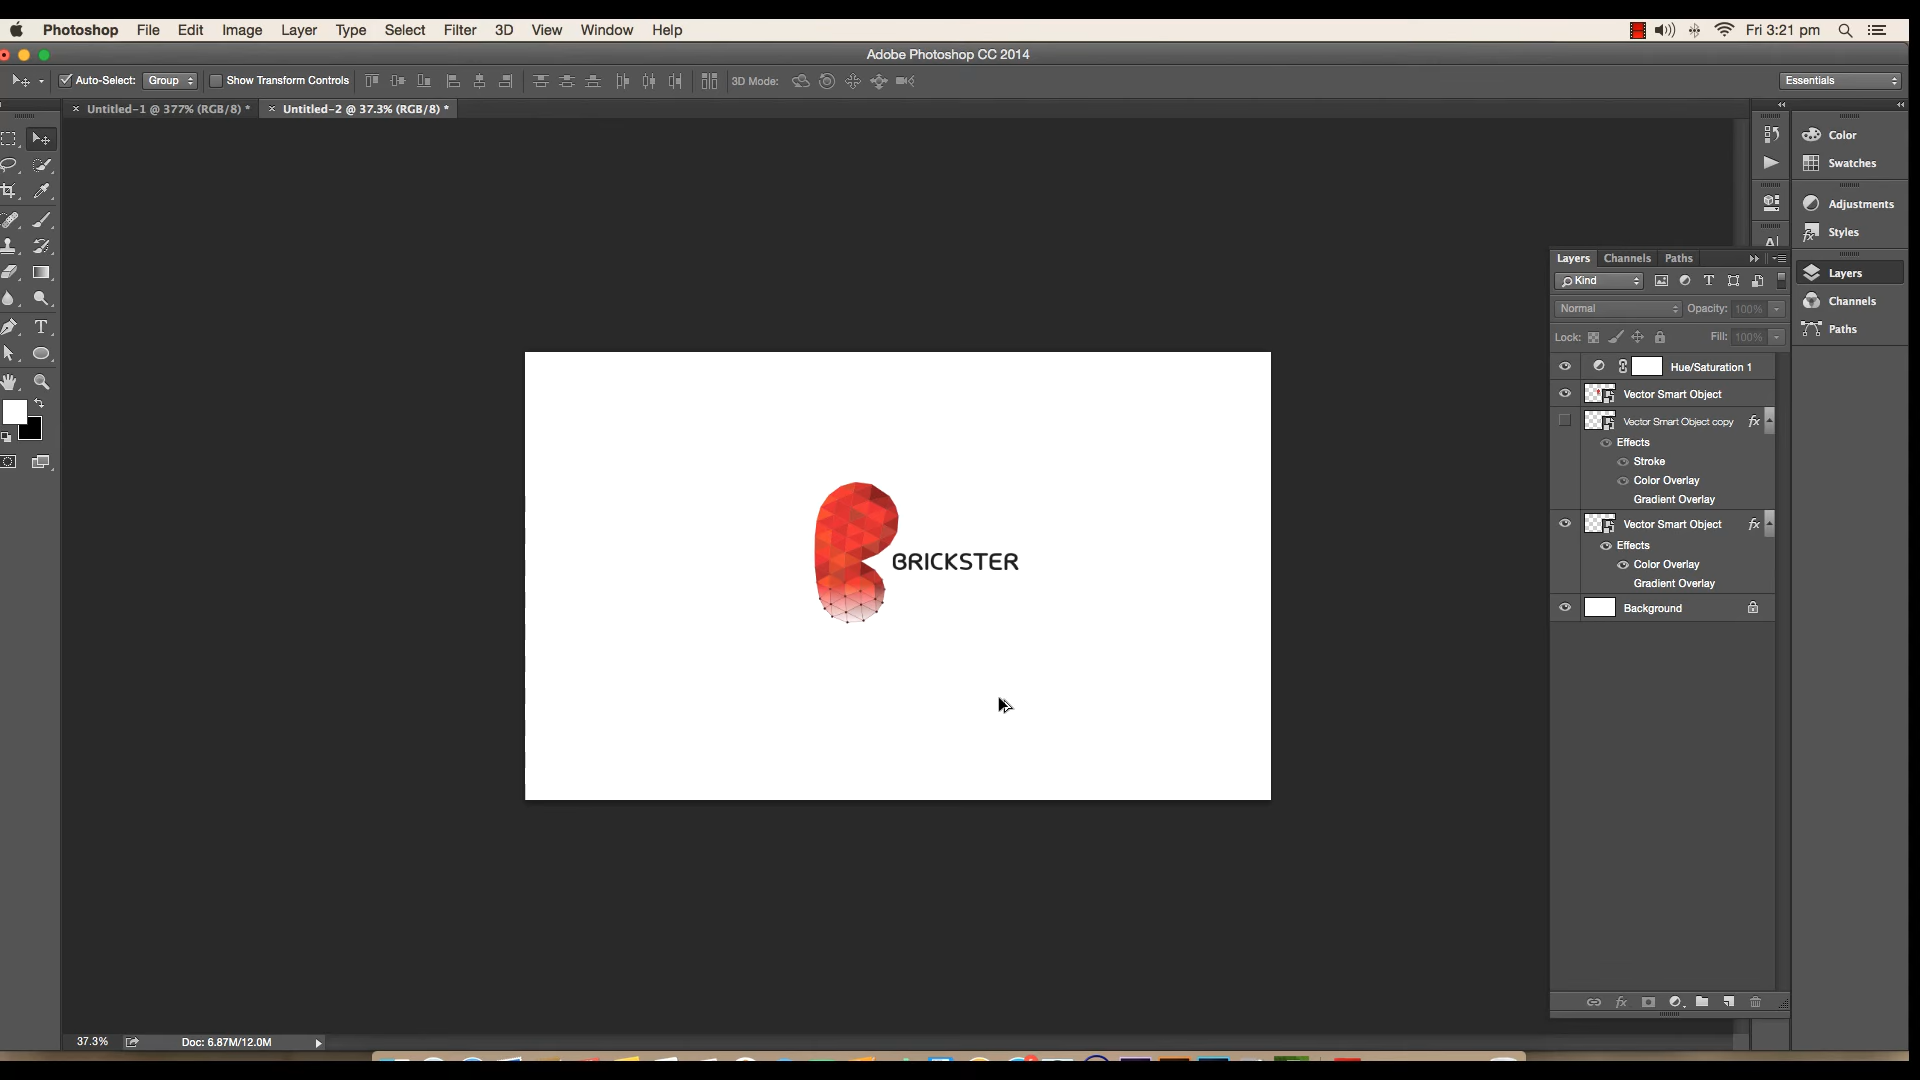 Photoshop File Edit Image Layer Type Select Filter 3D View Window Help Fri 3:21 pm
Adobe Photoshop CC 2014
Auto-Select: Group Show Transform Controls 3D Mode: Essentials
× Untitled-1 @ 377% (RGB/8) * × Untitled-2 @ 37.3% (RGB/8) *
Color
Swatches
Adjustments
Styles
Layers
Channels
Paths
Layers Channels Paths
Kind
Normal Opacity: 100%
Lock: Fill: 100%
Hue/Saturation 1
Vector Smart Object
Vector Smart Object copy fx
Effects
Stroke
Color Overlay
Gradient Overlay
Vector Smart Object fx
Effects
Color Overlay
Gradient Overlay
Background
BRICKSTER
37.3% Doc: 6.87M/12.0M